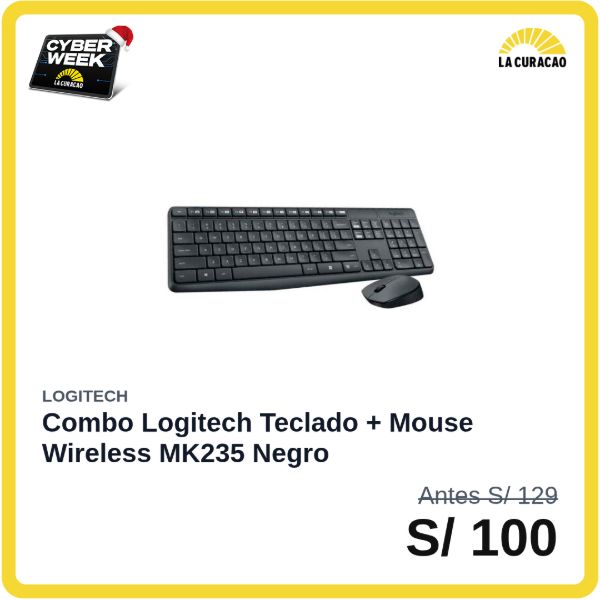 CYBER
WEEK
LA CURACAO
LA CURACAO
LOGITECH
Combo Logitech Teclado + Mouse
Wireless MK235 Negro
Antes S/ 129
S/ 100